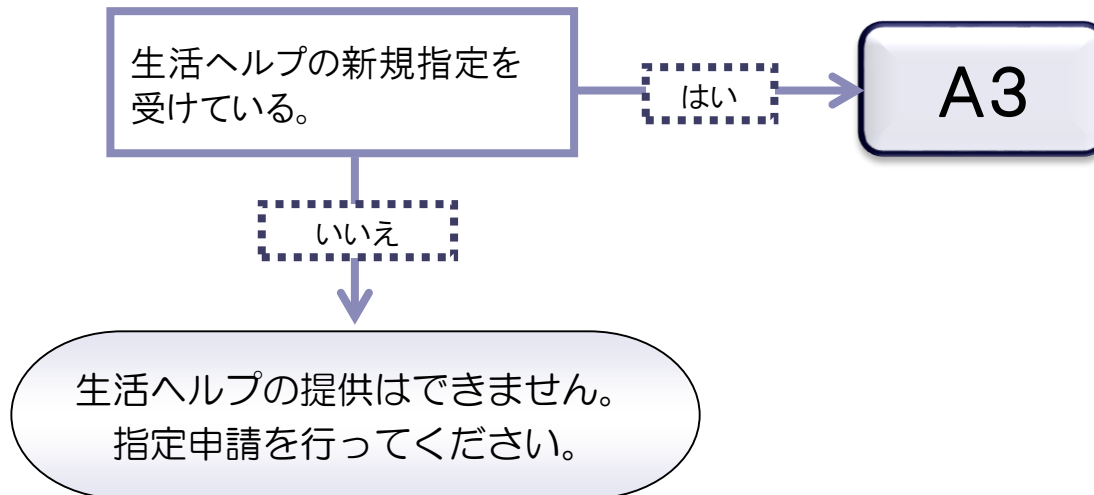 生活ヘルプの新規指定を
受けている。
はい
A3
いいえ
生活ヘルプの提供はできません。
指定申請を行ってください。